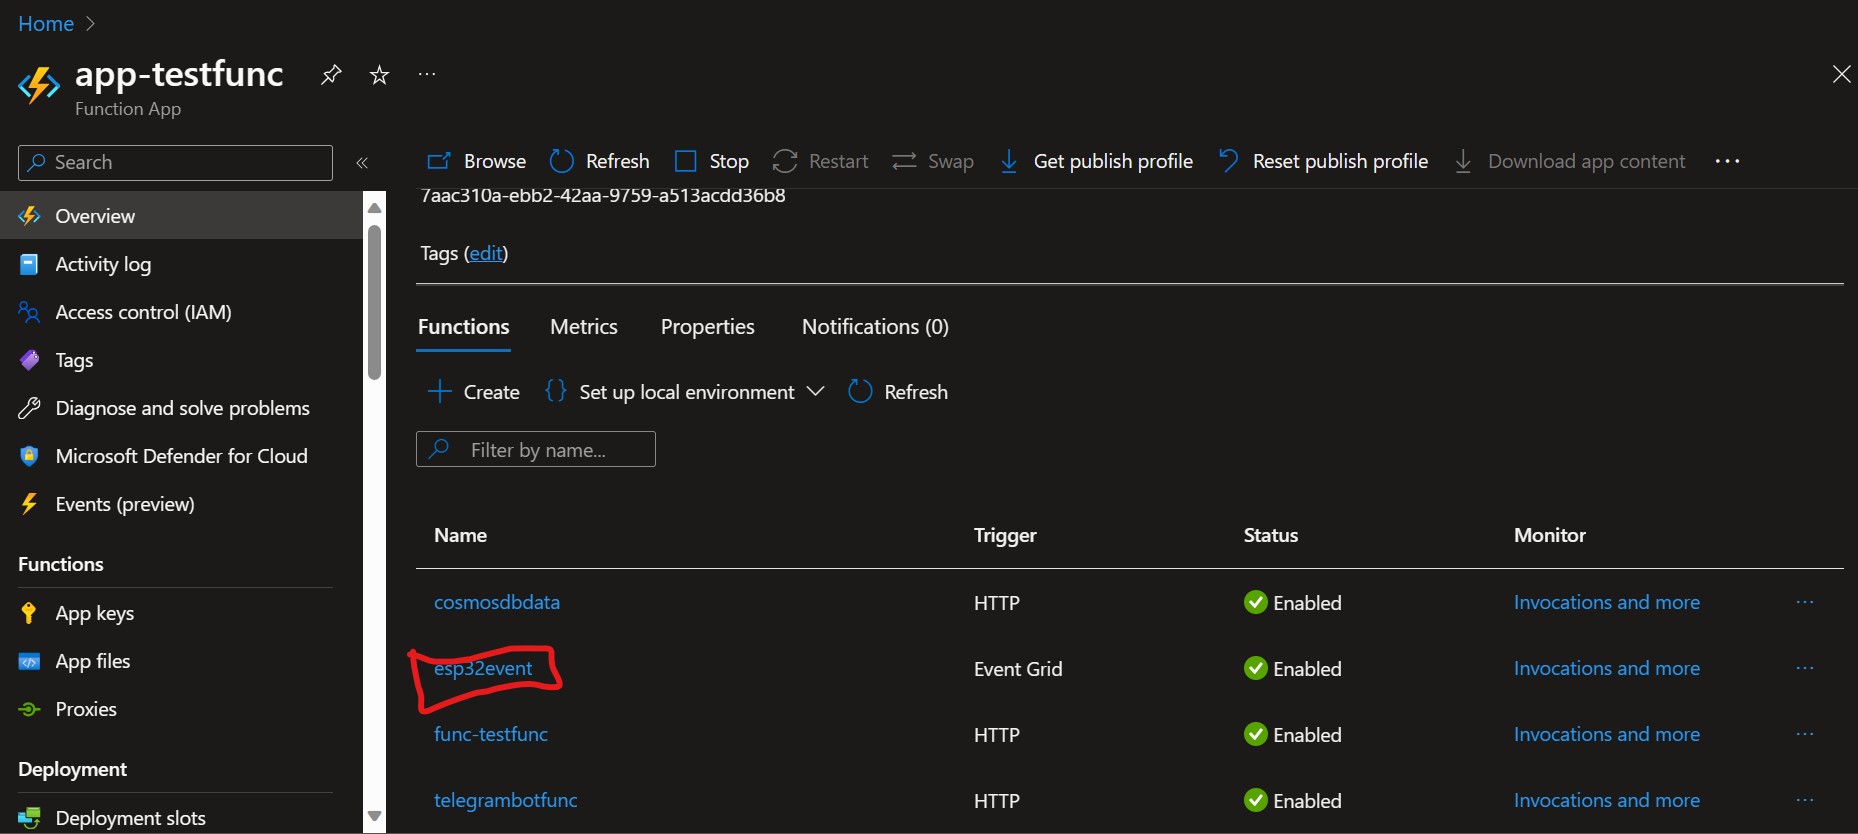 Home
app-testfunc
Function App
Search
Browse Refresh Stop Restart Swap Get publish profile Reset publish profile Download app content
7aac310a-ebb2-42aa-9759-a513acdd36b8
Overview
Activity log
Access control (IAM)
Tags
Diagnose and solve problems
Microsoft Defender for Cloud
Events (preview)
Functions
App keys
App files
Proxies
Deployment
Deployment slots
Tags (edit)
Functions Metrics Properties Notifications (0)
Create Set up local environment Refresh
Filter by name...
Name Trigger Status Monitor
cosmosdbdata HTTP Enabled Invocations and more
esp32event Event Grid Enabled Invocations and more
func-testfunc HTTP Enabled Invocations and more
telegrambotfunc HTTP Enabled Invocations and more